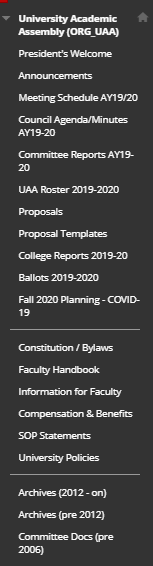 University Academic
Assembly (ORG_UAA)
President's Welcome
Announcements
Meeting Schedule AY19/20
Council Agenda/Minutes
AY19-20
Committee Reports AY19-
20
UAA Roster 2019-2020
Proposals
Proposal Templates
College Reports 2019-20
Ballots 2019-2020
Fall 2020 Planning - COVID-
19
Constitution / Bylaws
Faculty Handbook
Information for Faculty
Compensation & Benefits
SOP Statements
University Policies
Archives (2012 - on)
Archives (pre 2012)
Committee Docs (pre
2006)